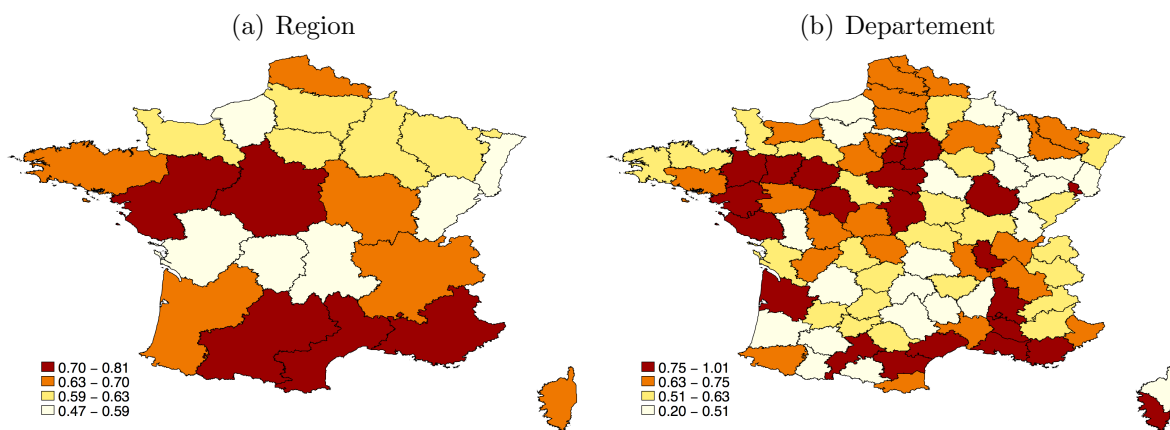 (a) Region
(b) Departement
0.70 – 0.81
0.63 – 0.70
0.59 – 0.63
0.47 – 0.59
0.75 – 1.01
0.63 – 0.75
0.51 – 0.63
0.20 – 0.51